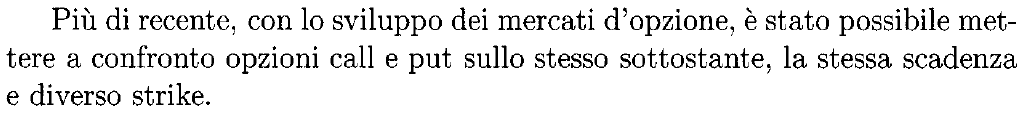 Più di recente, con lo sviluppo dei mercati d'opzione, è stato possibile met-
tere a confronto opzioni call e put sullo stesso sottostante, la stessa scadenza
e diverso strike.